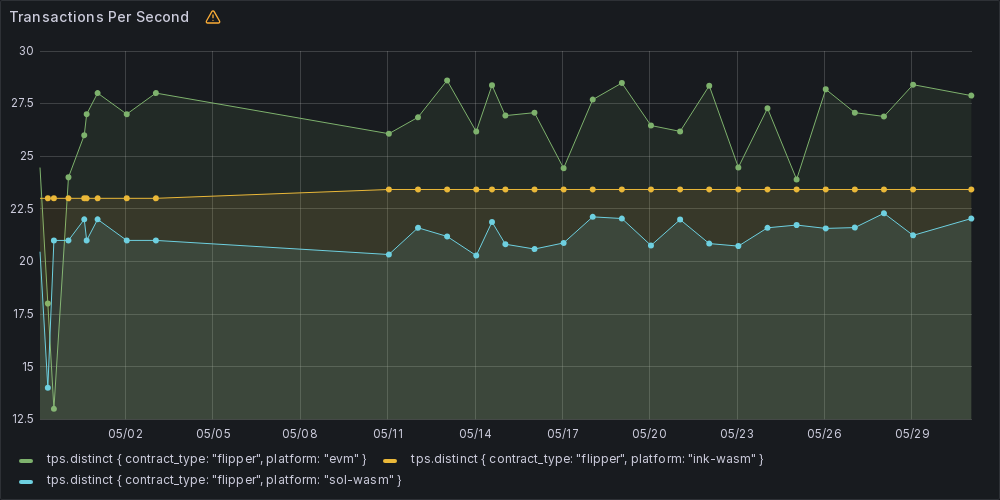 Transactions Per Second
30
27.5
25
22.5
20
17.5
15
12.5
05/02 05/05 05/08 05/11 05/14 05/17 05/20 05/23 05/26 05/29
tps.distinct { contract_type: "flipper", platform: "evm" } tps.distinct { contract_type: "flipper", platform: "ink-wasm" }
tps.distinct { contract_type: "flipper", platform: "sol-wasm" }